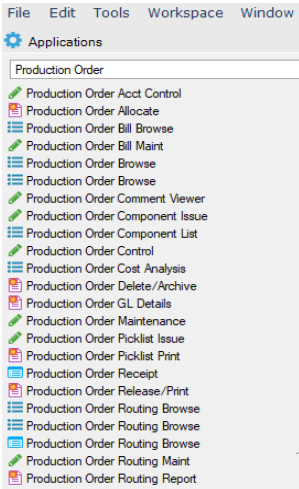 File Edit Tools Workspace Window
Applications
Production Order
Production Order Acct Control
Production Order Allocate
Production Order Bill Browse
Production Order Bill Maint
Production Order Browse
Production Order Browse
Production Order Comment Viewer
Production Order Component Issue
Production Order Component List
Production Order Control
Production Order Cost Analysis
Production Order Delete/Archive
Production Order GL Details
Production Order Maintenance
Production Order Picklist Issue
Production Order Picklist Print
Production Order Receipt
Production Order Release/Print
Production Order Routing Browse
Production Order Routing Browse
Production Order Routing Browse
Production Order Routing Maint
Production Order Routing Report